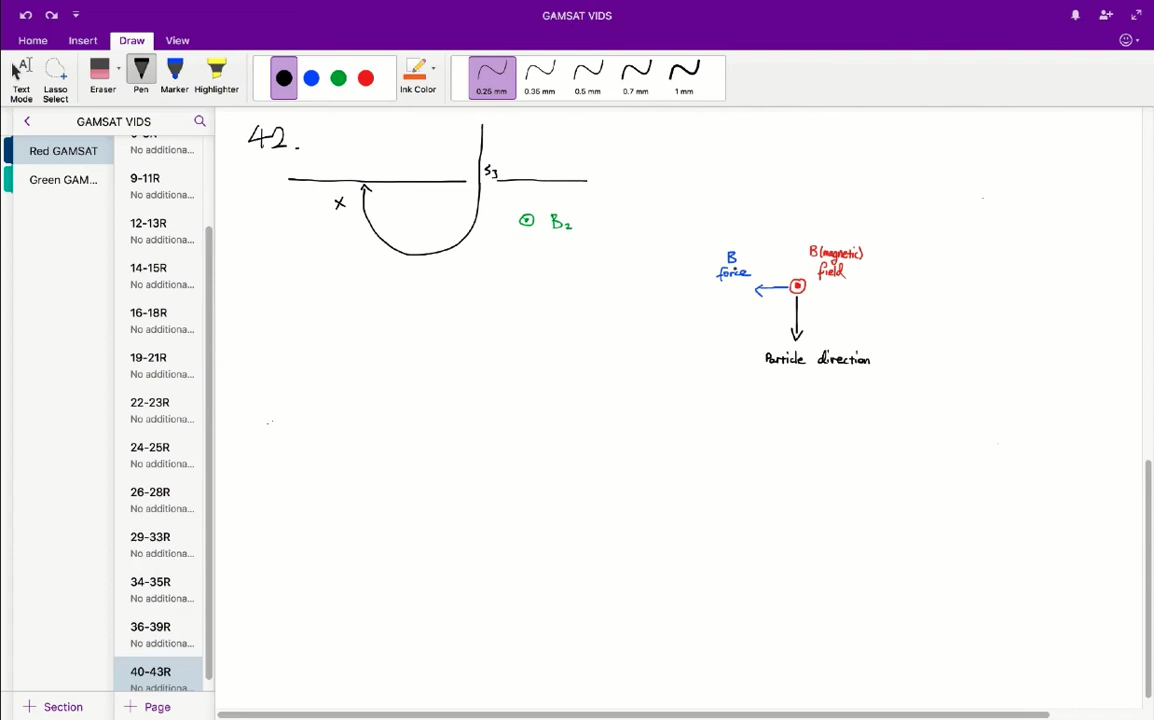 GAMSAT VIDS
Home Insert Draw View
Text Mode
Lasso Select
Eraser
Pen
Marker
Highlighter
Ink Color
0.25 mm
0.35 mm
0.5 mm
0.7 mm
1 mm
GAMSAT VIDS
Red GAMSAT
Green GAM...
No additiona...
9-11R
No additiona...
12-13R
No additiona...
14-15R
No additiona...
16-18R
No additiona...
19-21R
No additiona...
22-23R
No additiona...
24-25R
No additiona...
26-28R
No additiona...
29-33R
No additiona...
34-35R
No additiona...
36-39R
No additiona...
40-43R
No additiona...
+ Section
+ Page
42.
S₃
X
B₂
B force
B(magnetic) field
Particle direction